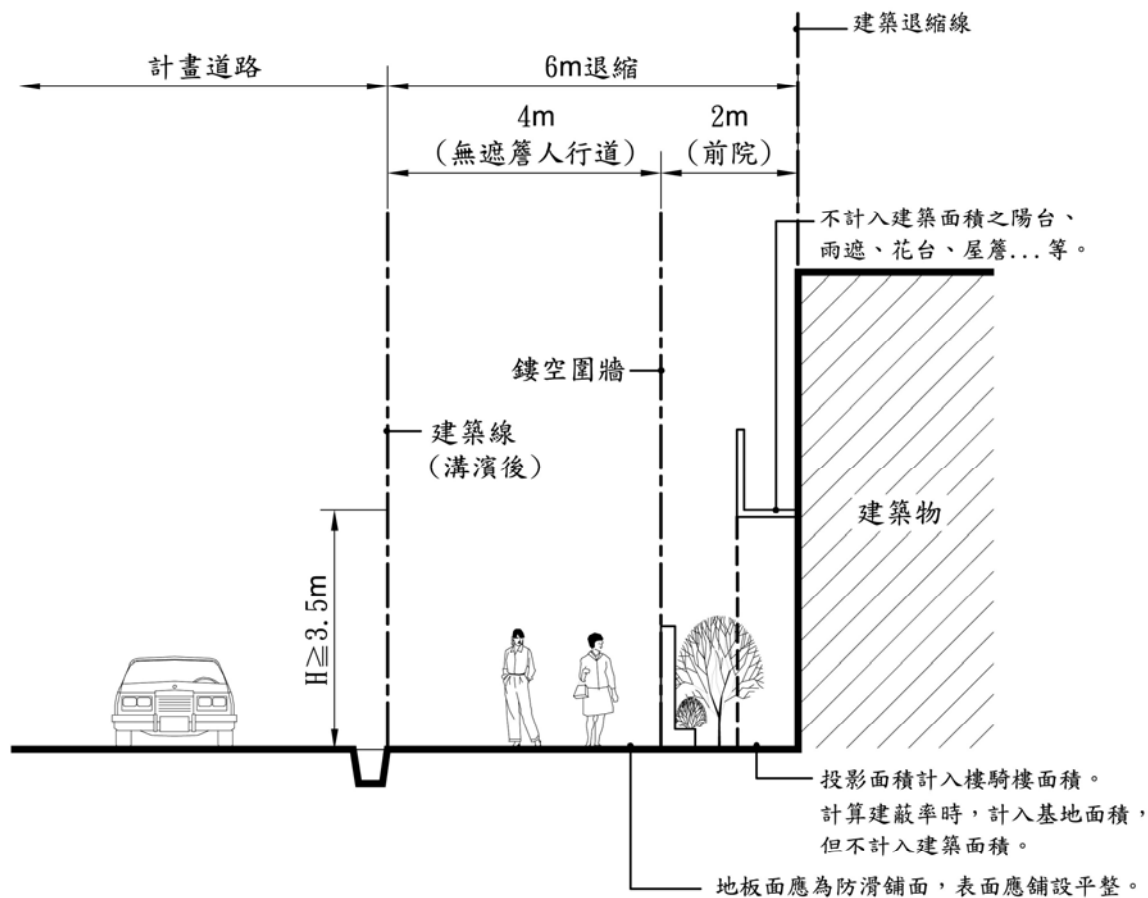 建築退縮線
計畫道路
6m退縮
4m
(無遮簷人行道)
2m
(前院)
不計入建築面積之陽台、
雨遮、花台、屋簷...等。
鏤空圍牆
建築線
(溝濱後)
建築物
H≧3.5m
投影面積計入樓騎樓面積。
計算建蔽率時，計入基地面積，
但不計入建築面積。
地板面應為防滑舖面，表面應舖設平整。